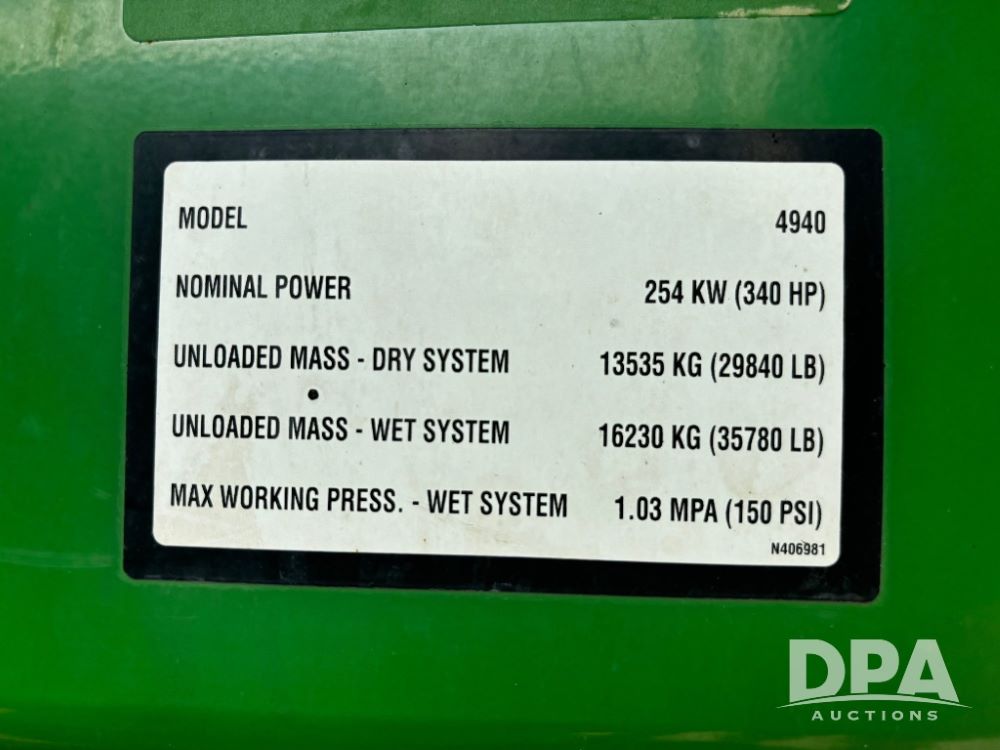 MODEL 4940
NOMINAL POWER 254 KW (340 HP)
UNLOADED MASS - DRY SYSTEM 13535 KG (29840 LB)
UNLOADED MASS - WET SYSTEM 16230 KG (35780 LB)
MAX WORKING PRESS. - WET SYSTEM 1.03 MPA (150 PSI)
N406981
DPA
AUCTIONS